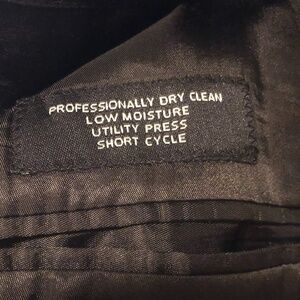 PROFESSIONALLY DRY CLEAN
LOW MOISTURE
UTILITY PRESS
SHORT CYCLE